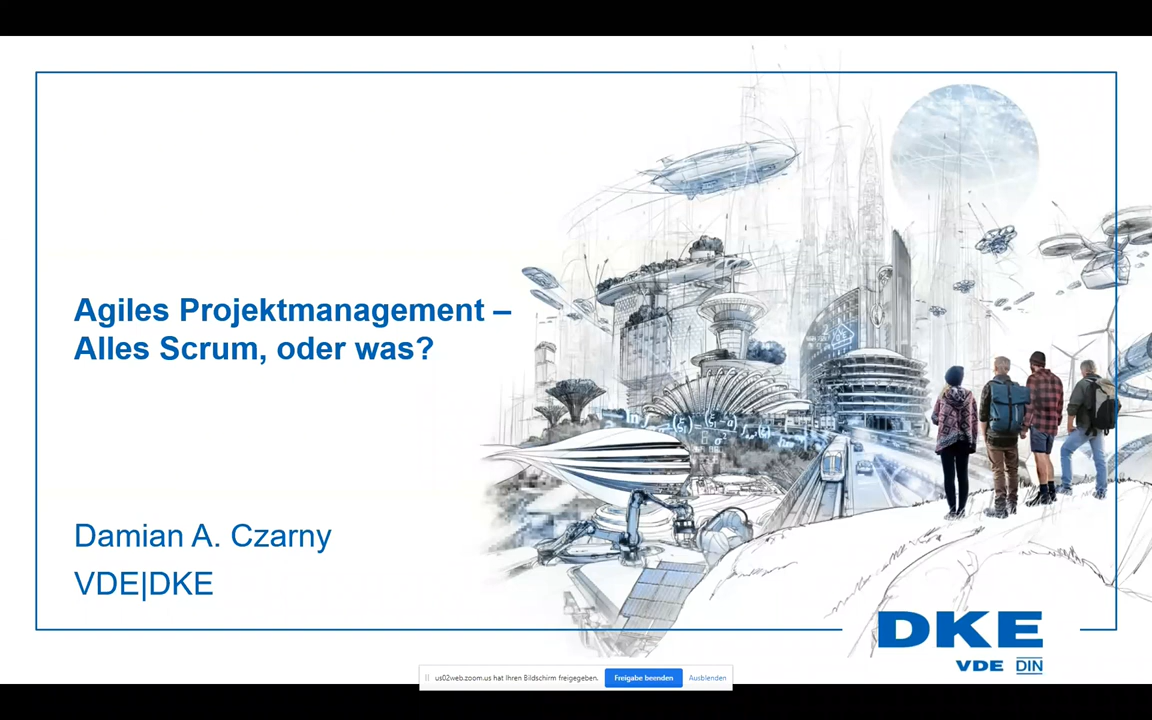 Agiles Projektmanagement –
Alles Scrum, oder was?
Damian A. Czarny
VDE|DKE
DKE
VDE DIN
us02web.zoom.us hat Ihren Bildschirm freigegeben. Freigabe beenden Ausblenden